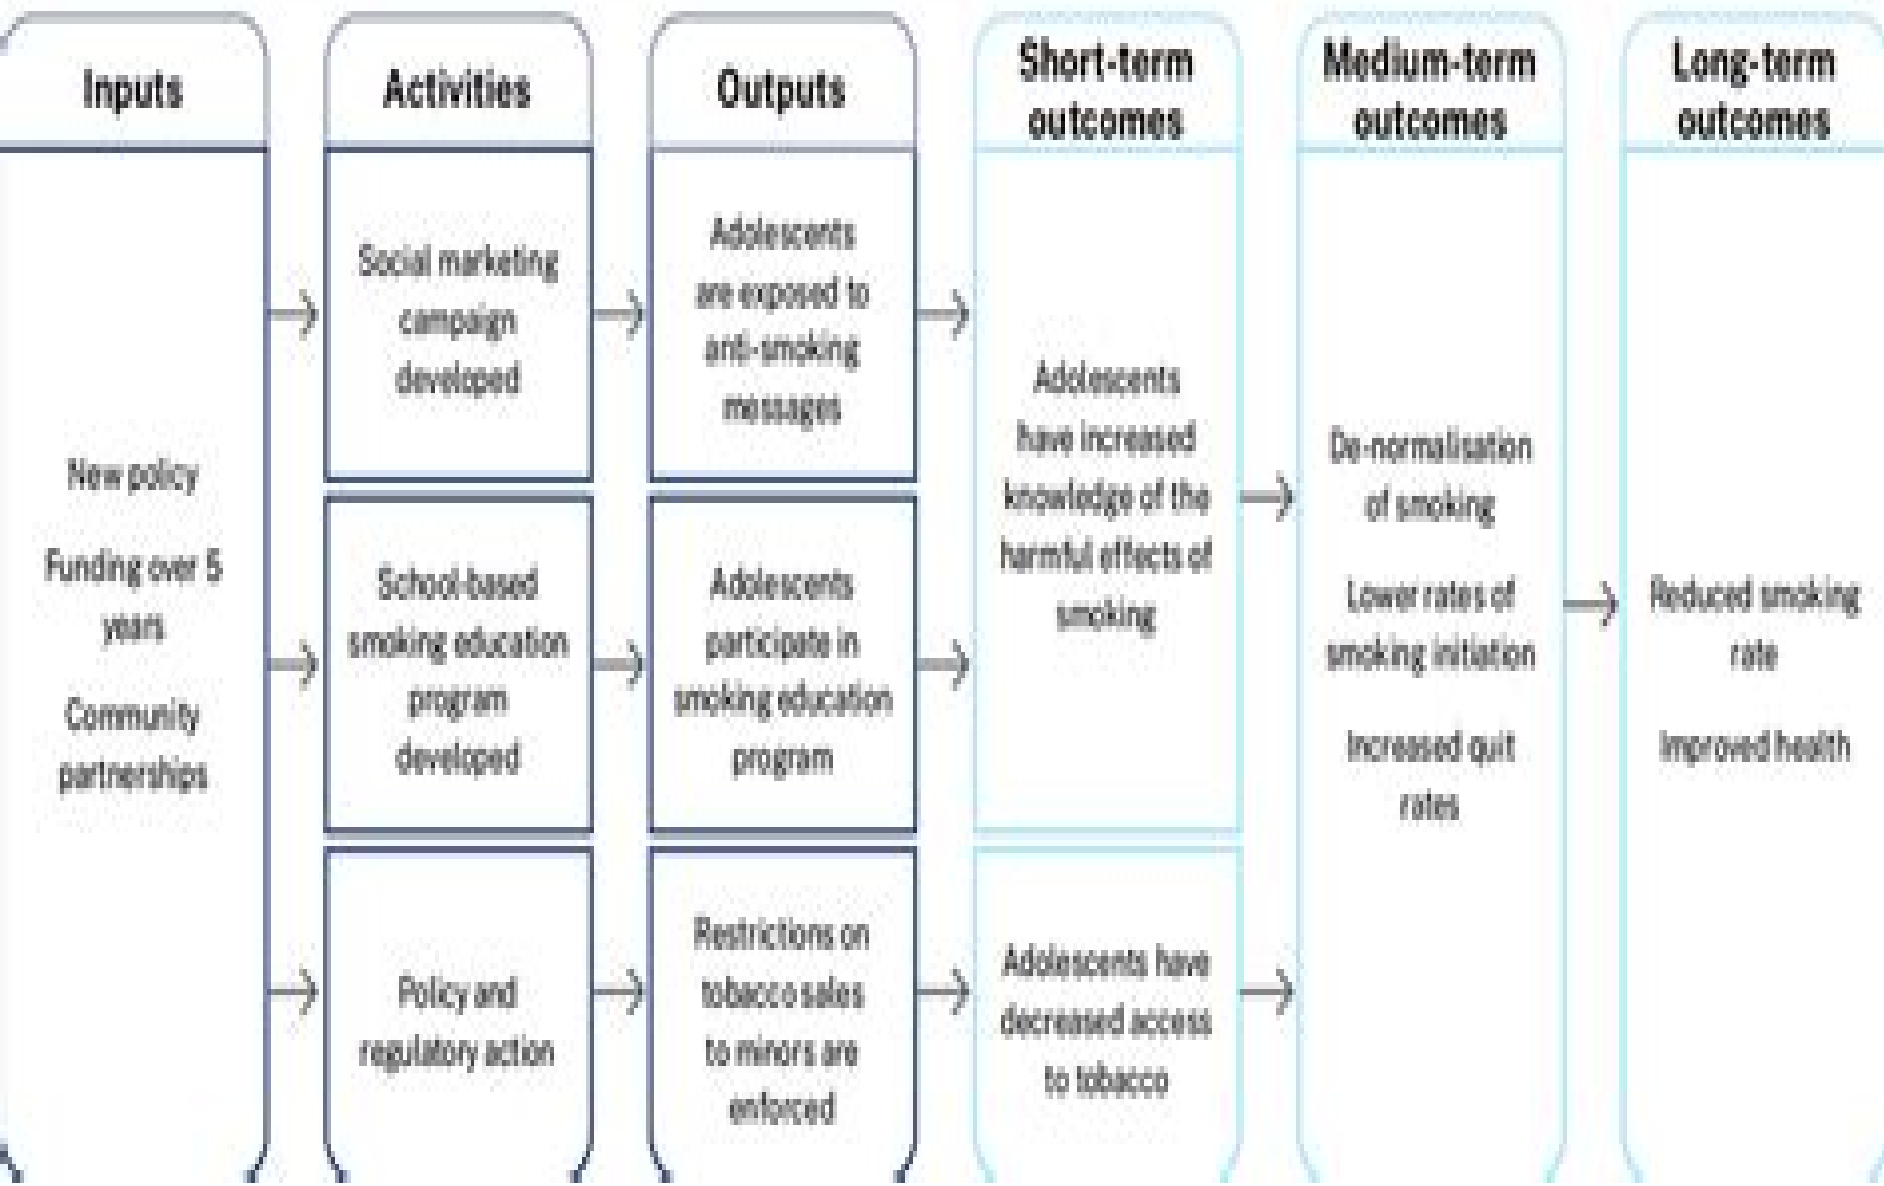 Inputs
New policy
Funding over 5
years
Community
partnerships
Activities
Social marketing
campaign
developed
School-based
smoking education
program
developed
Policy and
regulatory action
Outputs
Adolescents
are exposed to
anti-smoking
messages
Adolescents
participate in
smoking education
program
Restrictions on
tobacco sales
to minors are
enforced
Short-term
outcomes
Adolescents
have increased
knowledge of the
harmful effects of
smoking
Adolescents have
decreased access
to tobacco
Medium-term
outcomes
De-normalisation
of smoking
Lower rates of
smoking initiation
Increased quit
rates
Long-term
outcomes
Reduced smoking
rate
Improved health